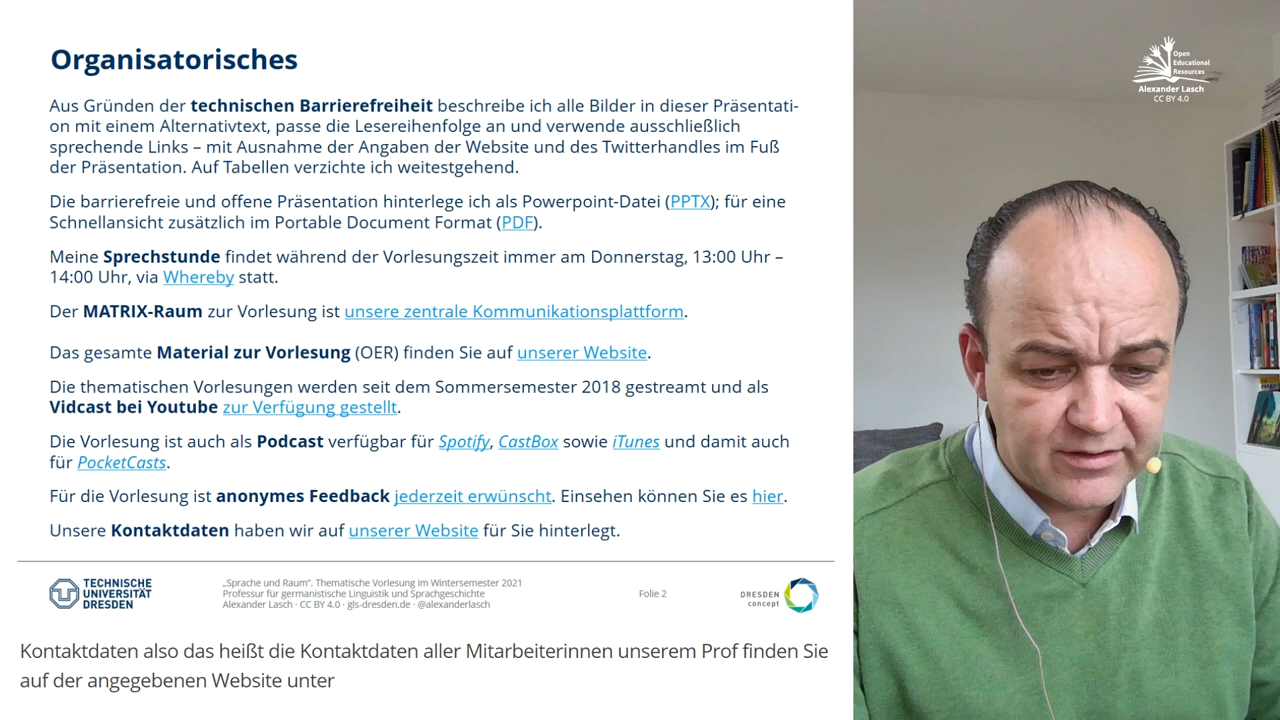 Organisatorisches
Aus Gründen der technischen Barrierefreiheit beschreibe ich alle Bilder in dieser Präsentati-
on mit einem Alternativtext, passe die Lesereihenfolge an und verwende ausschließlich
sprechende Links – mit Ausnahme der Angaben der Website und des Twitterhandles im Fuß
der Präsentation. Auf Tabellen verzichte ich weitestgehend.
Die barrierefreie und offene Präsentation hinterlege ich als Powerpoint-Datei (PPTX); für eine
Schnellansicht zusätzlich im Portable Document Format (PDF).
Meine Sprechstunde findet während der Vorlesungszeit immer am Donnerstag, 13:00 Uhr –
14:00 Uhr, via Whereby statt.
Der MATRIX-Raum zur Vorlesung ist unsere zentrale Kommunikationsplattform.
Das gesamte Material zur Vorlesung (OER) finden Sie auf unserer Website.
Die thematischen Vorlesungen werden seit dem Sommersemester 2018 gestreamt und als
Vidcast bei Youtube zur Verfügung gestellt.
Die Vorlesung ist auch als Podcast verfügbar für Spotify, CastBox sowie iTunes und damit auch
für PocketCasts.
Für die Vorlesung ist anonymes Feedback jederzeit erwünscht. Einsehen können Sie es hier.
Unsere Kontaktdaten haben wir auf unserer Website für Sie hinterlegt.
TECHNISCHE
UNIVERSITÄT
DRESDEN
„Sprache und Raum“. Thematische Vorlesung im Wintersemester 2021
Professur für germanistische Linguistik und Sprachgeschichte
Alexander Lasch · CC BY 4.0 · gls-dresden.de · @alexanderlasch
Folie 2
DRESDEN
concept
Kontaktdaten also das heißt die Kontaktdaten aller Mitarbeiterinnen unserem Prof finden Sie
auf der angegebenen Website unter
Open
Educational
Resources
Alexander Lasch
CC BY 4.0